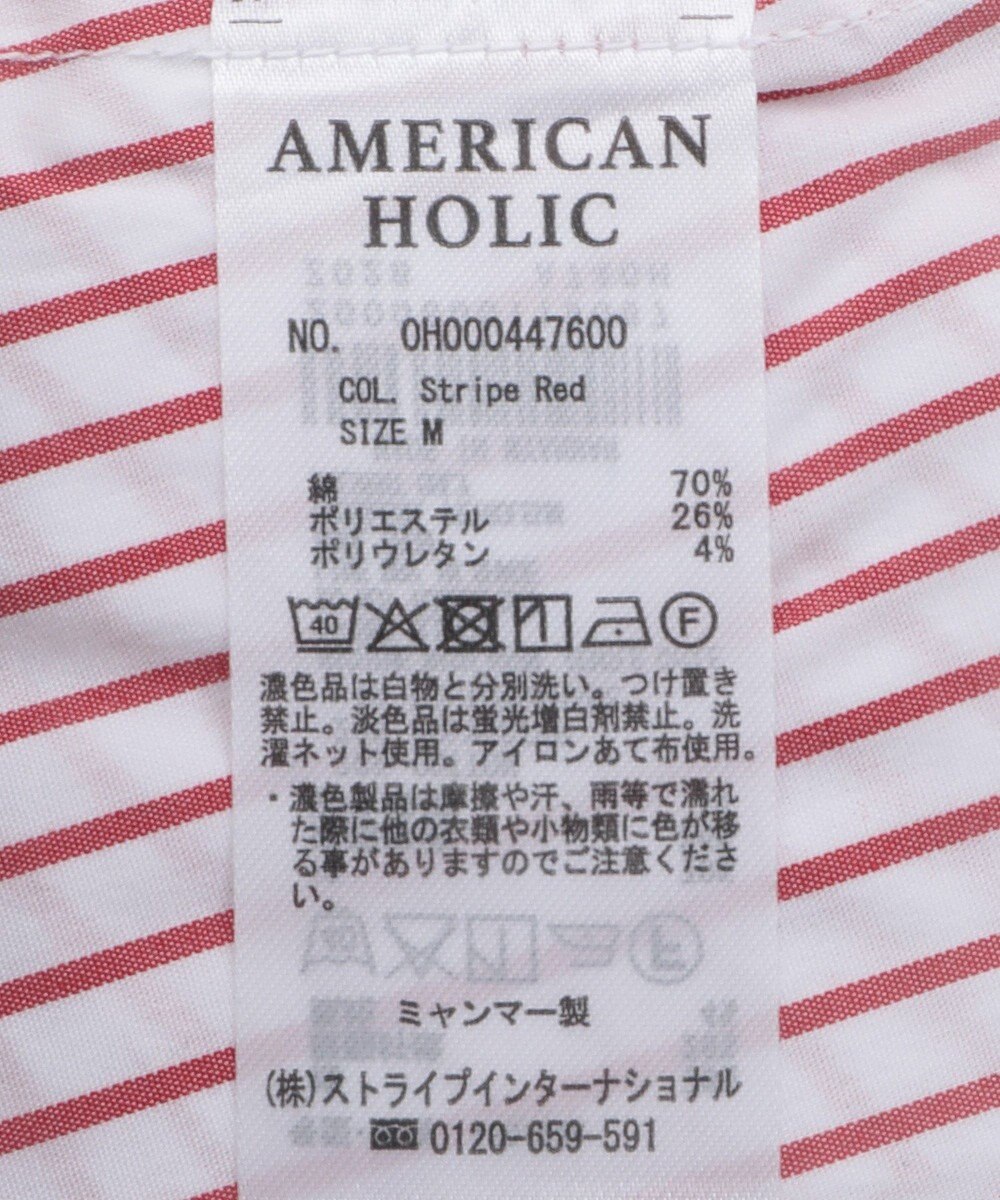 AMERICAN
HOLIC
NO. 0H000447600
COL. Stripe Red
SIZE M
綿 70%
ポリエステル 26%
ポリウレタン 4%
40 F
濃色品は白物と分別洗い。つけ置き
禁止。淡色品は蛍光増白剤禁止。洗
濯ネット使用。アイロンあて布使用。
・濃色製品は摩擦や汗、雨等で濡れ
た際に他の衣類や小物類に色が移
る事がありますのでご注意くださ
い。
ミャンマー製
(株)ストライプインターナショナル
0120-659-591